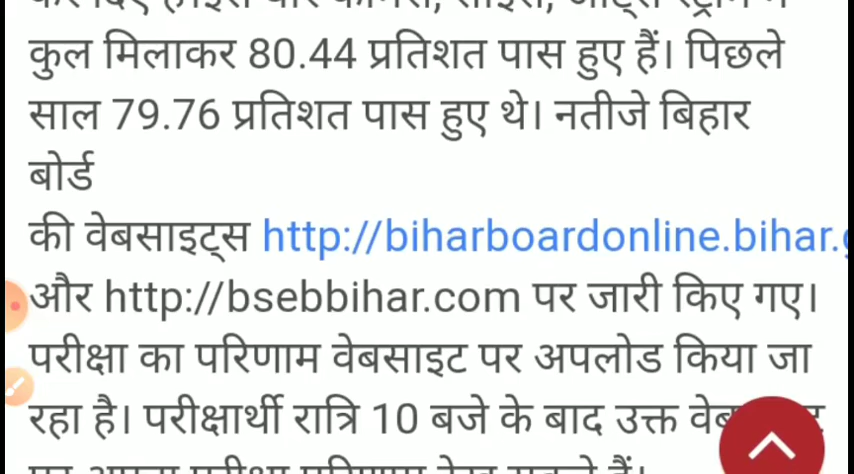 कुल मिलाकर 80.44 प्रतिशत पास हुए हैं। पिछले
साल 79.76 प्रतिशत पास हुए थे। नतीजे बिहार
बोर्ड
की वेबसाइट्स http://biharboardonline.bihar.
और http://bsebbihar.com पर जारी किए गए।
परीक्षा का परिणाम वेबसाइट पर अपलोड किया जा
रहा है। परीक्षार्थी रात्रि 10 बजे के बाद उक्त